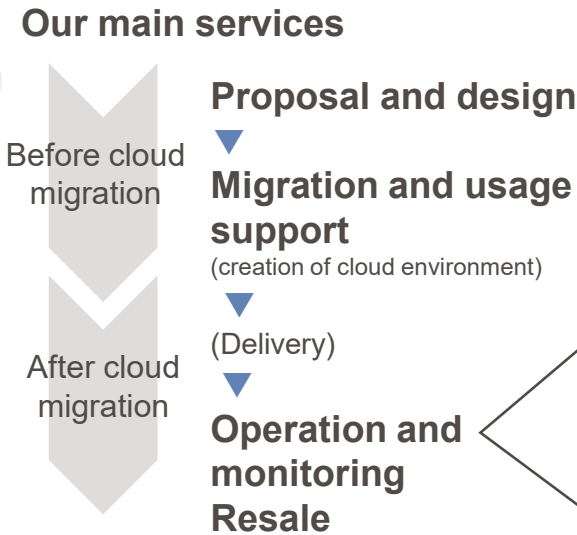 Our main services
Proposal and design
Before cloud
migration
Migration and usage
support
(creation of cloud environment)
(Delivery)
After cloud
migration
Operation and
monitoring
Resale